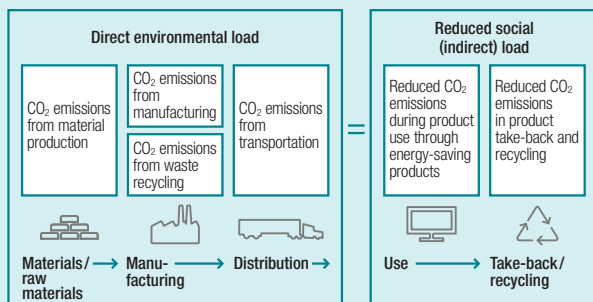 Direct environmental load
CO₂ emissions
from material
production
CO₂ emissions
from
manufacturing
CO₂ emissions
from waste
recycling
CO₂ emissions
from
transportation
=
Reduced social
(indirect) load
Reduced CO₂
emissions
during product
use through
energy-saving
products
Reduced CO₂
emissions
in product
take-back and
recycling
Materials/
raw
materials
Manu-
facturing
Distribution
Use
Take-back/
recycling